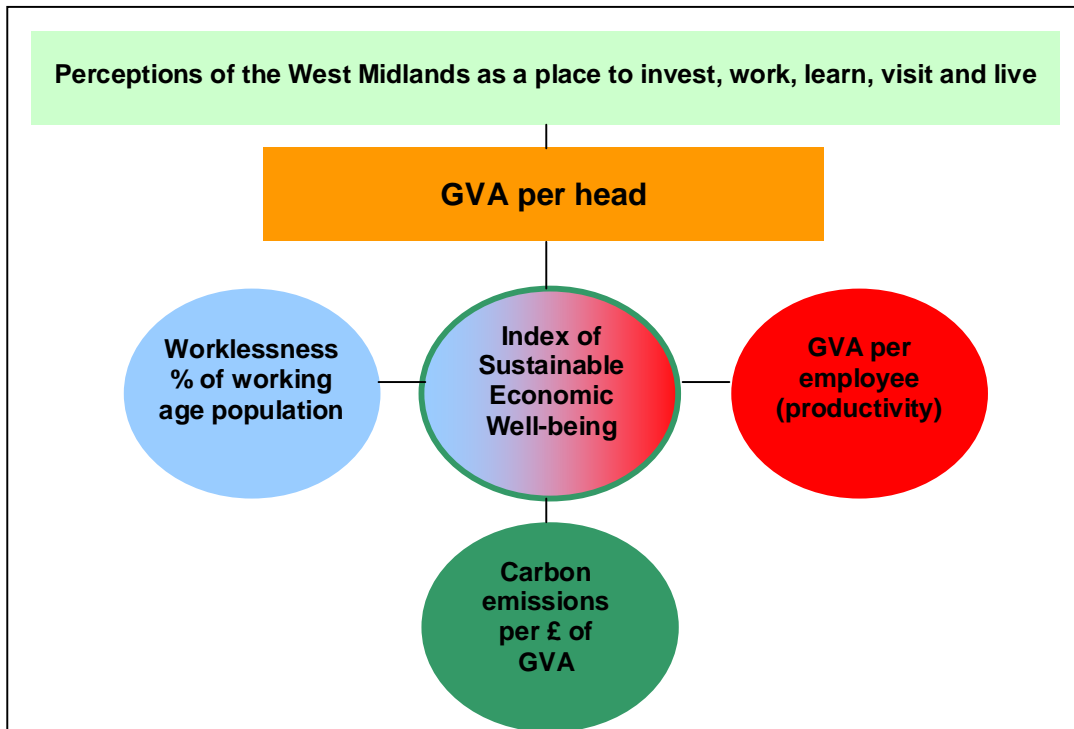 Perceptions of the West Midlands as a place to invest, work, learn, visit and live
GVA per head
Worklessness
% of working
age population
Index of
Sustainable
Economic
Well-being
GVA per
employee
(productivity)
Carbon
emissions
per £ of
GVA